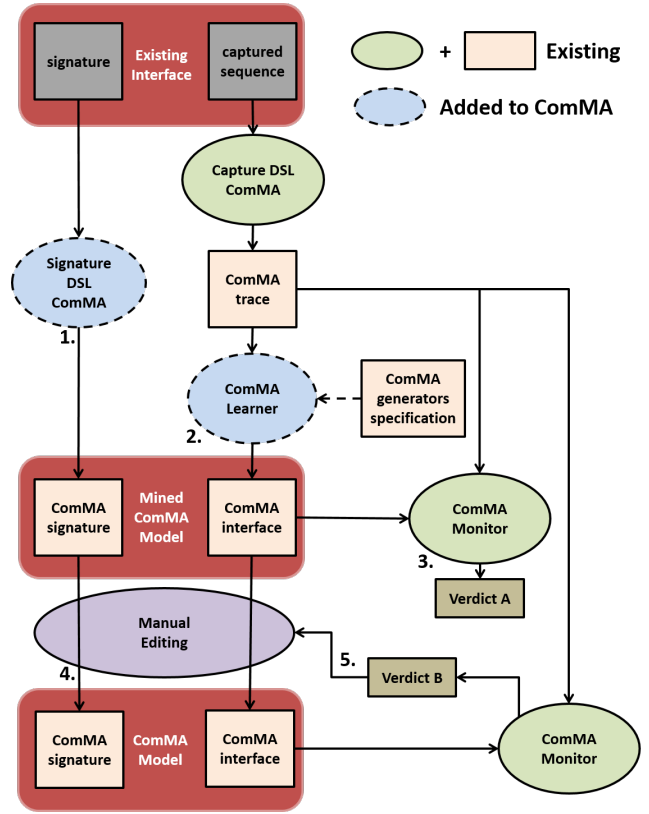 signature
Existing
Interface
captured
sequence
+
Existing
Added to ComMA
Capture DSL
ComMA
Signature
DSL
ComMA
1.
ComMA
trace
ComMA
Learner
2.
ComMA
generators
specification
ComMA
signature
Mined
ComMA
Model
ComMA
interface
ComMA
Monitor
3.
Verdict A
Manual
Editing
4.
5.
Verdict B
ComMA
signature
ComMA
Model
ComMA
interface
ComMA
Monitor